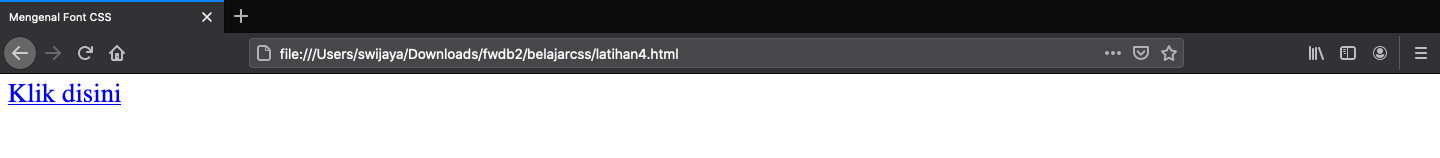 Mengenal Font CSS
file:///Users/swijaya/Downloads/fwdb2/belajarcss/latihan4.html
Klik disini